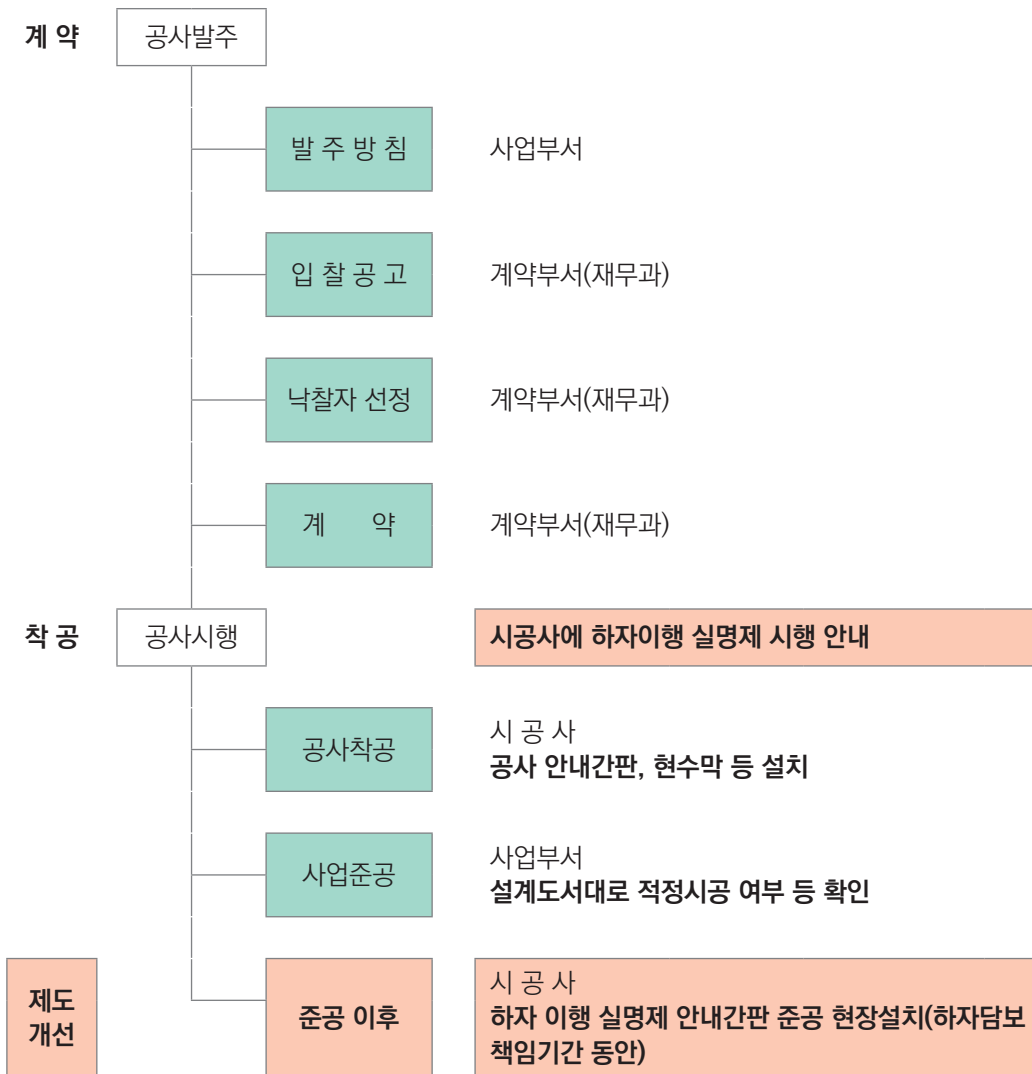 계 약 공사발주
발 주 방 침 사업부서
입 찰 공 고 계약부서(재무과)
낙찰자 선정 계약부서(재무과)
계 약 계약부서(재무과)
착 공 공사시행 시공사에 하자이행 실명제 시행 안내
공사착공
시 공 사
공사 안내간판, 현수막 등 설치
사업준공
사업부서
설계도서대로 적정시공 여부 등 확인
제도
개선
준공 이후
시 공 사
하자 이행 실명제 안내간판 준공 현장설치(하자담보
책임기간 동안)